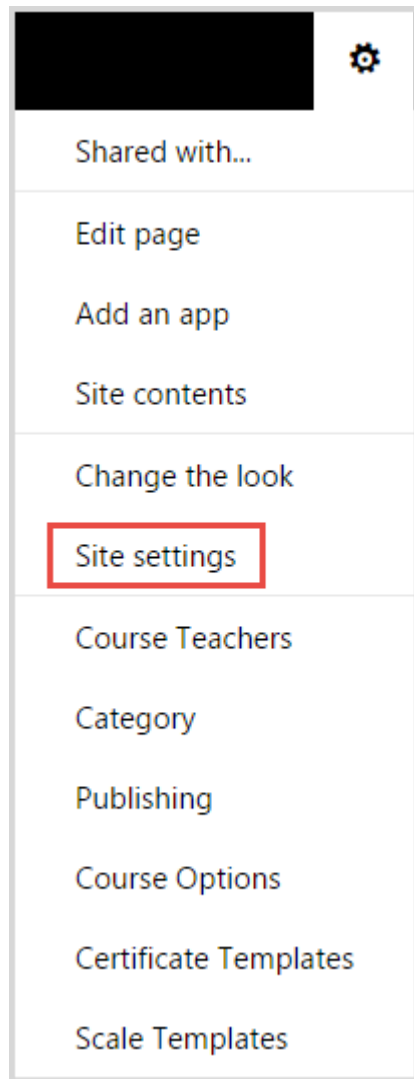 Shared with...
Edit page
Add an app
Site contents
Change the look
Site settings
Course Teachers
Category
Publishing
Course Options
Certificate Templates
Scale Templates